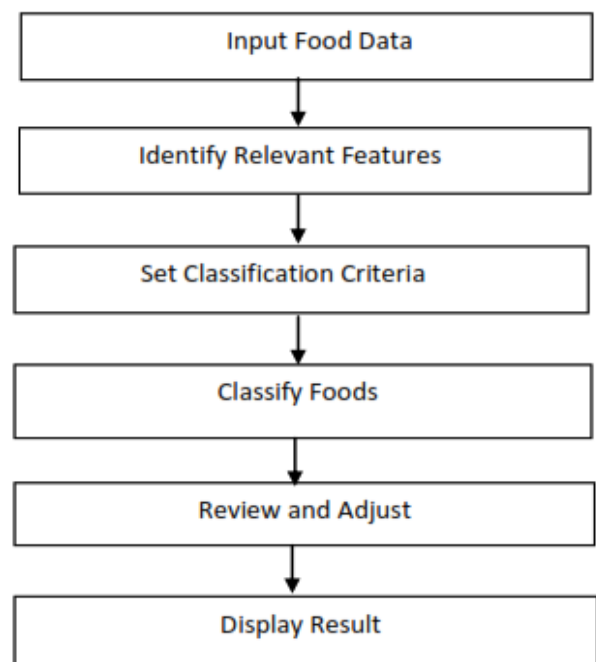 Input Food Data
Identify Relevant Features
Set Classification Criteria
Classify Foods
Review and Adjust
Display Result